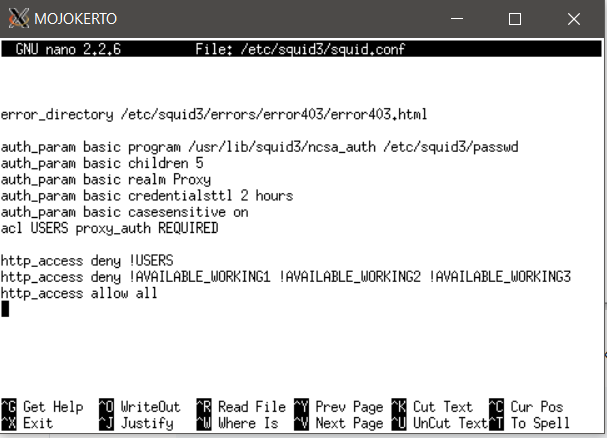 MOJOKERTO
GNU nano 2.2.6 File: /etc/squid3/squid.conf
error_directory /etc/squid3/errors/error403/error403.html
auth_param basic program /usr/lib/squid3/ncsa_auth /etc/squid3/passwd
auth_param basic children 5
auth_param basic realm Proxy
auth_param basic credentialsttl 2 hours
auth_param basic casesensitive on
acl USERS proxy_auth REQUIRED
http_access deny !USERS
http_access deny !AVAILABLE_WORKING1 !AVAILABLE_WORKING2 !AVAILABLE_WORKING3
http_access allow all
^G Get Help ^O WriteOut ^R Read File ^Y Prev Page ^K Cut Text ^C Cur Pos
^X Exit ^J Justify ^W Where Is ^V Next Page ^U UnCut Text ^T To Spell